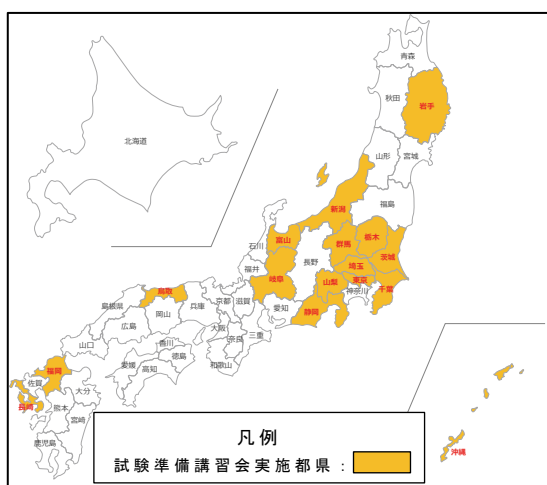 青森
秋田
岩手
北海道
山形
宮城
新潟
福島
石川
富山
群馬
栃木
長野
茨城
福井
岐阜
埼玉
山梨
東京
千葉
神奈川
鳥取
島根県
兵庫
京都
滋賀
愛知
静岡
岡山
広島
大阪
三重
奈良
山口
香川
徳島
和歌山
愛媛
高知
福岡
佐賀
大分
長崎
熊本
宮崎
鹿児島
沖縄
凡例
試験準備講習会実施都県: